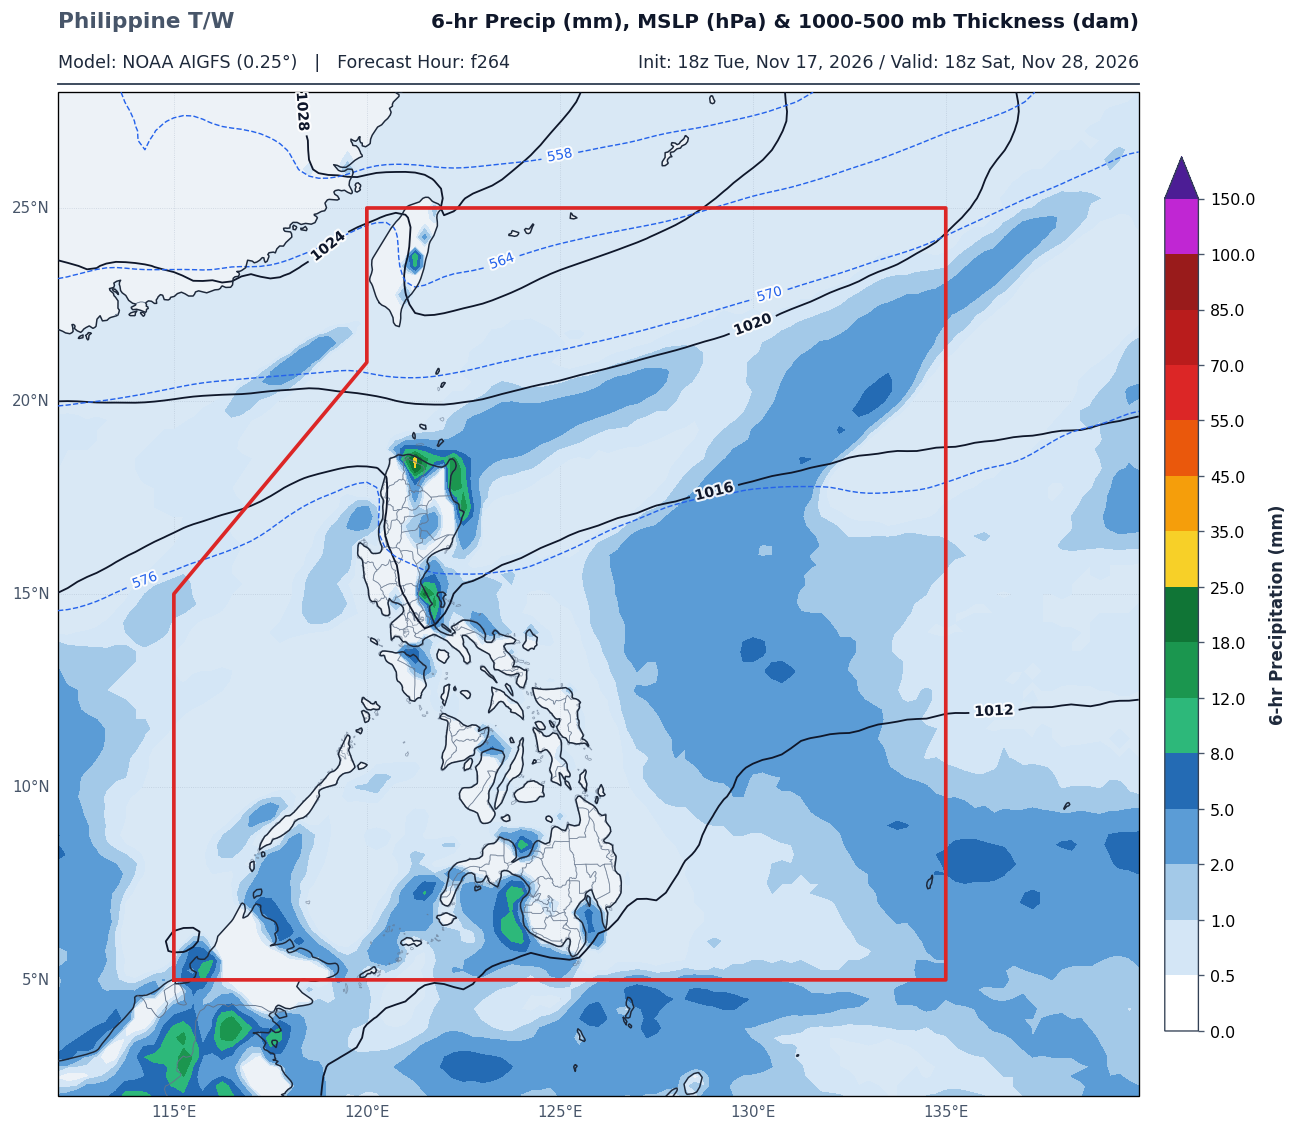 Philippine T/W
6-hr Precip (mm), MSLP (hPa) & 1000-500 mb Thickness (dam)
Model: NOAA AIGFS (0.25°) | Forecast Hour: f264
Init: 18z Tue, Nov 17, 2026 / Valid: 18z Sat, Nov 28, 2026
1028
558
25°N
1024
564
570
1020
20°N
1016
576
15°N
1012
10°N
5°N
115°E
120°E
125°E
130°E
135°E
150.0
100.0
85.0
70.0
55.0
45.0
35.0
25.0
18.0
12.0
8.0
5.0
2.0
1.0
0.5
0.0
6-hr Precipitation (mm)